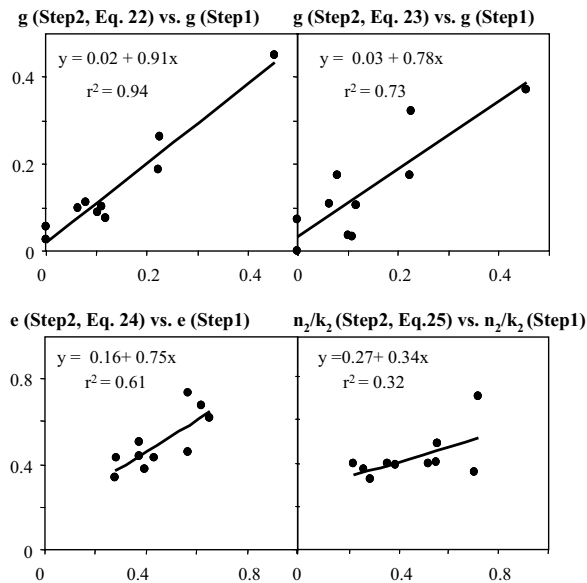 g (Step2, Eq. 22) vs. g (Step1)
g (Step2, Eq. 23) vs. g (Step1)
y = 0.02 + 0.91x
r² = 0.94
y = 0.03 + 0.78x
r² = 0.73
0.4
0.2
0
0 0.2 0.4
0 0.2 0.4
e (Step2, Eq. 24) vs. e (Step1)
n₂/k₂ (Step2, Eq.25) vs. n₂/k₂ (Step1)
y = 0.16+ 0.75x
r² = 0.61
y =0.27+ 0.34x
r² = 0.32
0.8
0.4
0
0 0.4 0.8
0 0.4 0.8